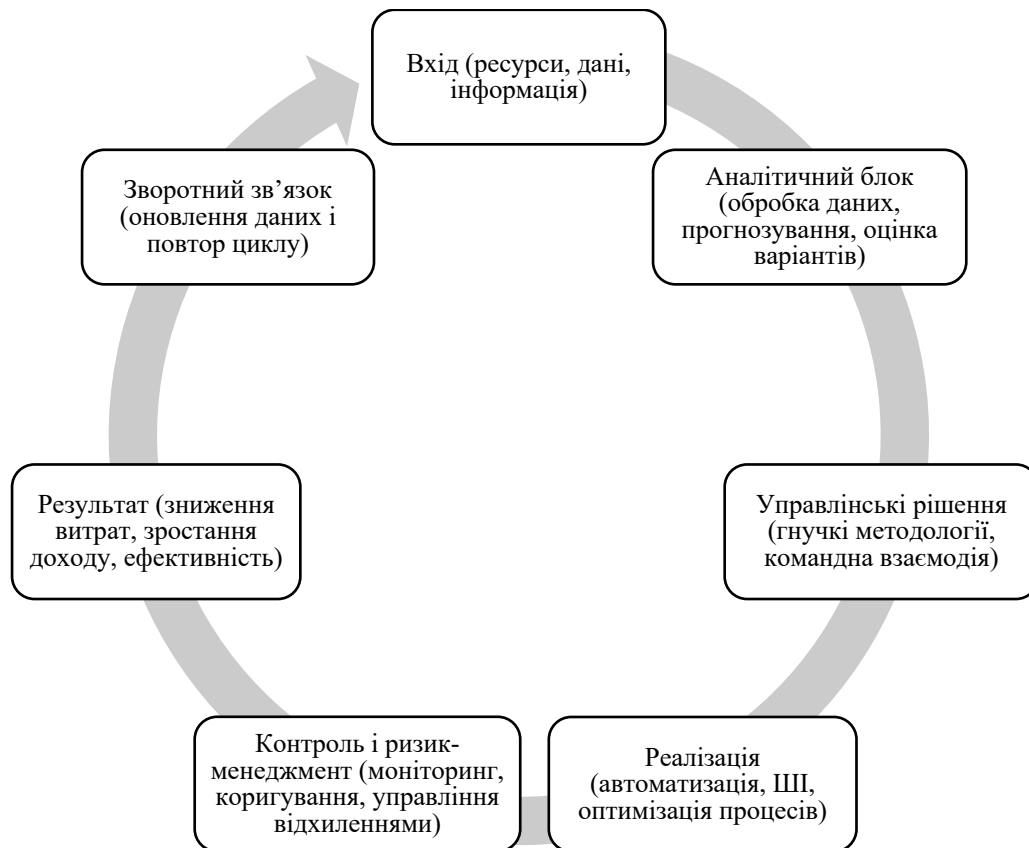 Вхід (ресурси, дані,
інформація)
Аналітичний блок
(обробка даних,
прогнозування, оцінка
варіантів)
Управлінські рішення
(гнучкі методології,
командна взаємодія)
Реалізація
(автоматизація, ШІ,
оптимізація процесів)
Контроль і ризик-
менеджмент (моніторинг,
коригування, управління
відхиленнями)
Результат (зниження
витрат, зростання
доходу, ефективність)
Зворотний зв’язок
(оновлення даних і
повтор циклу)